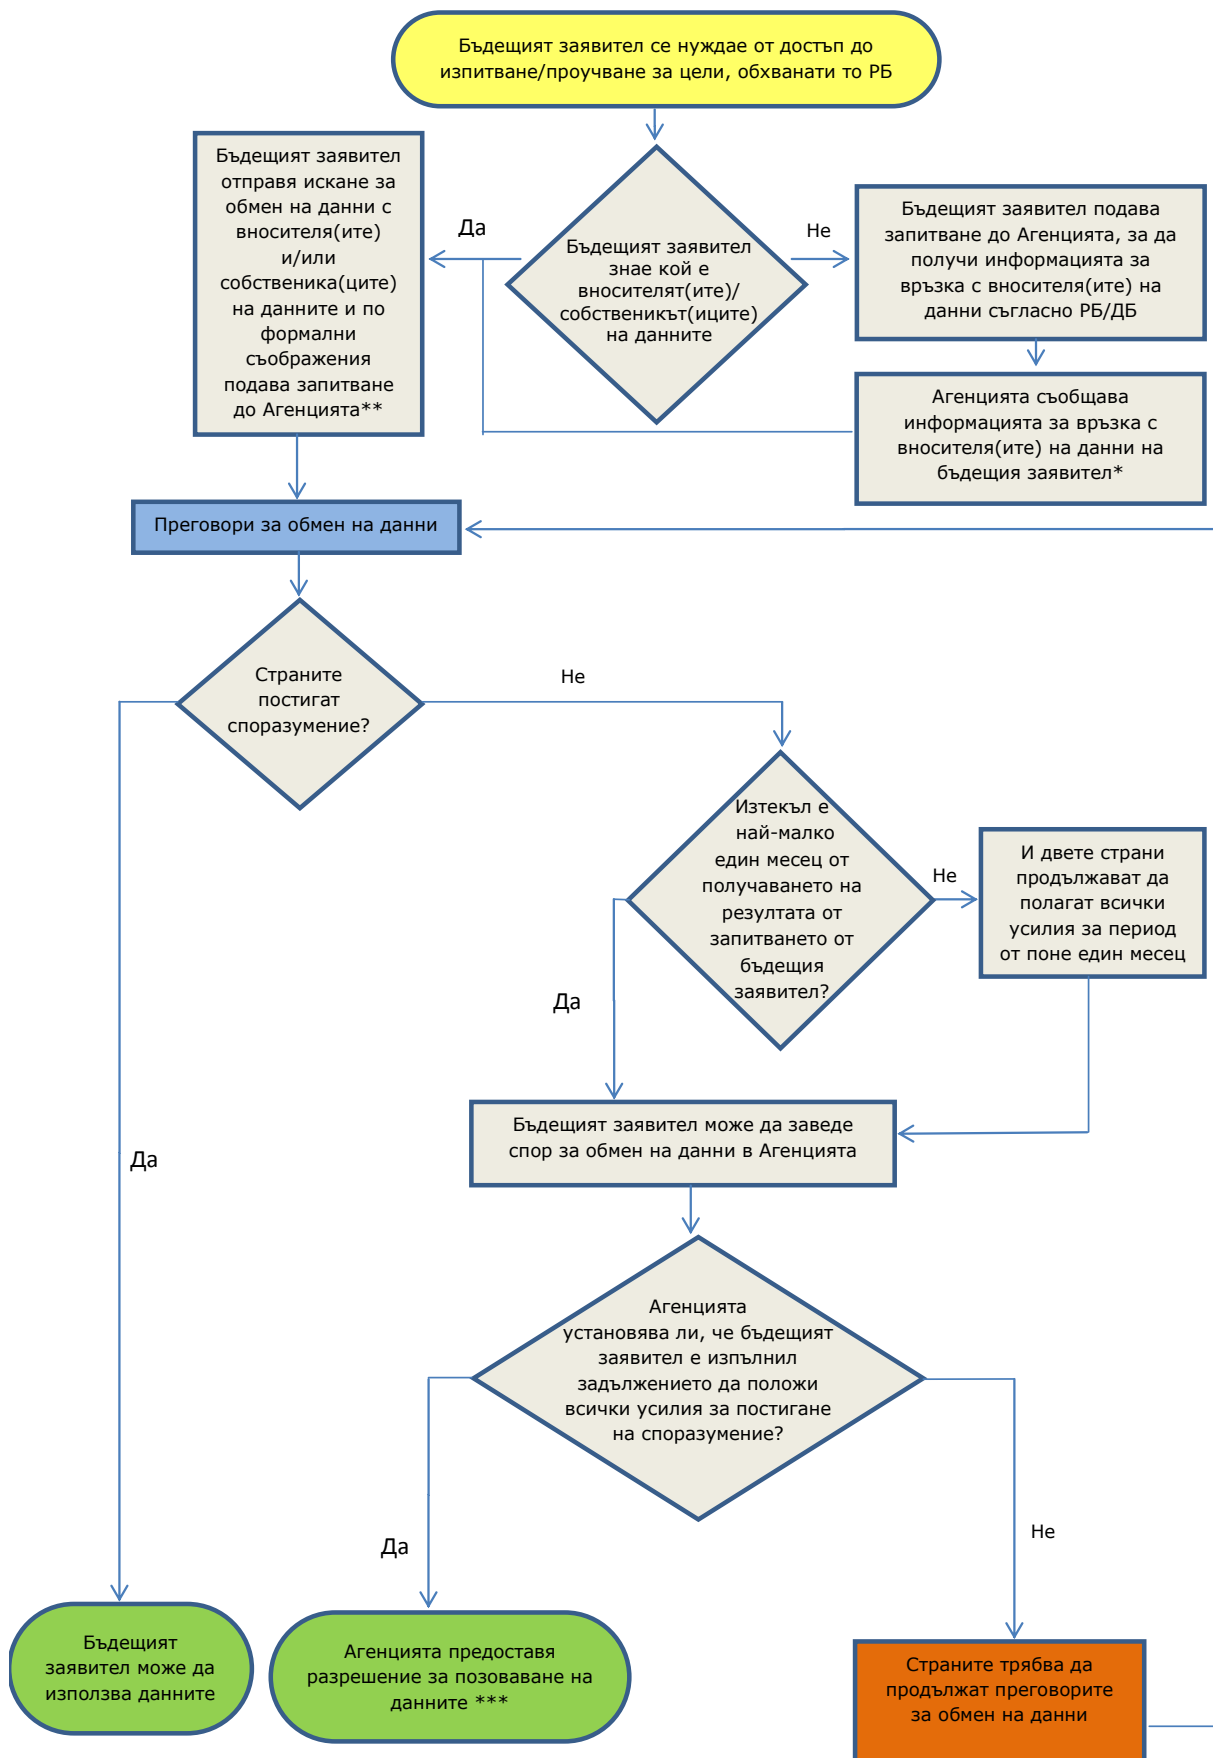 Бъдещият заявител се нуждае от достъп до
изпитване/проучване за цели, обхванати то РБ
Бъдещият заявител
отправя искане за
обмен на данни с
вносителя(ите)
и/или
собственика(ците)
на данните и по
формални
съображения
подава запитване
до Агенцията**
Да
Бъдещият заявител
знае кой е
вносителят(ите)/
собственикът(иците)
на данните
Не
Бъдещият заявител подава
запитване до Агенцията, за да
получи информацията за
връзка с вносителя(ите) на
данни съгласно РБ/ДБ
Агенцията съобщава
информацията за връзка с
вносителя(ите) на данни на
бъдещия заявител*
Преговори за обмен на данни
Страните
постигат
споразумение?
Не
Изтекъл е
най-малко
един месец от
получаването на
резултата от
запитването от
бъдещия
заявител?
Не
И двете страни
продължават да
полагат всички
усилия за период
от поне един месец
Да
Бъдещият заявител може да заведе
спор за обмен на данни в Агенцията
Да
Агенцията
установява ли, че бъдещият
заявител е изпълнил
задължението да положи
всички усилия за постигане
на споразумение?
Да
Не
Бъдещият
заявител може да
използва данните
Агенцията предоставя
разрешение за позоваване на
данните ***
Страните трябва да
продължат преговорите
за обмен на данни